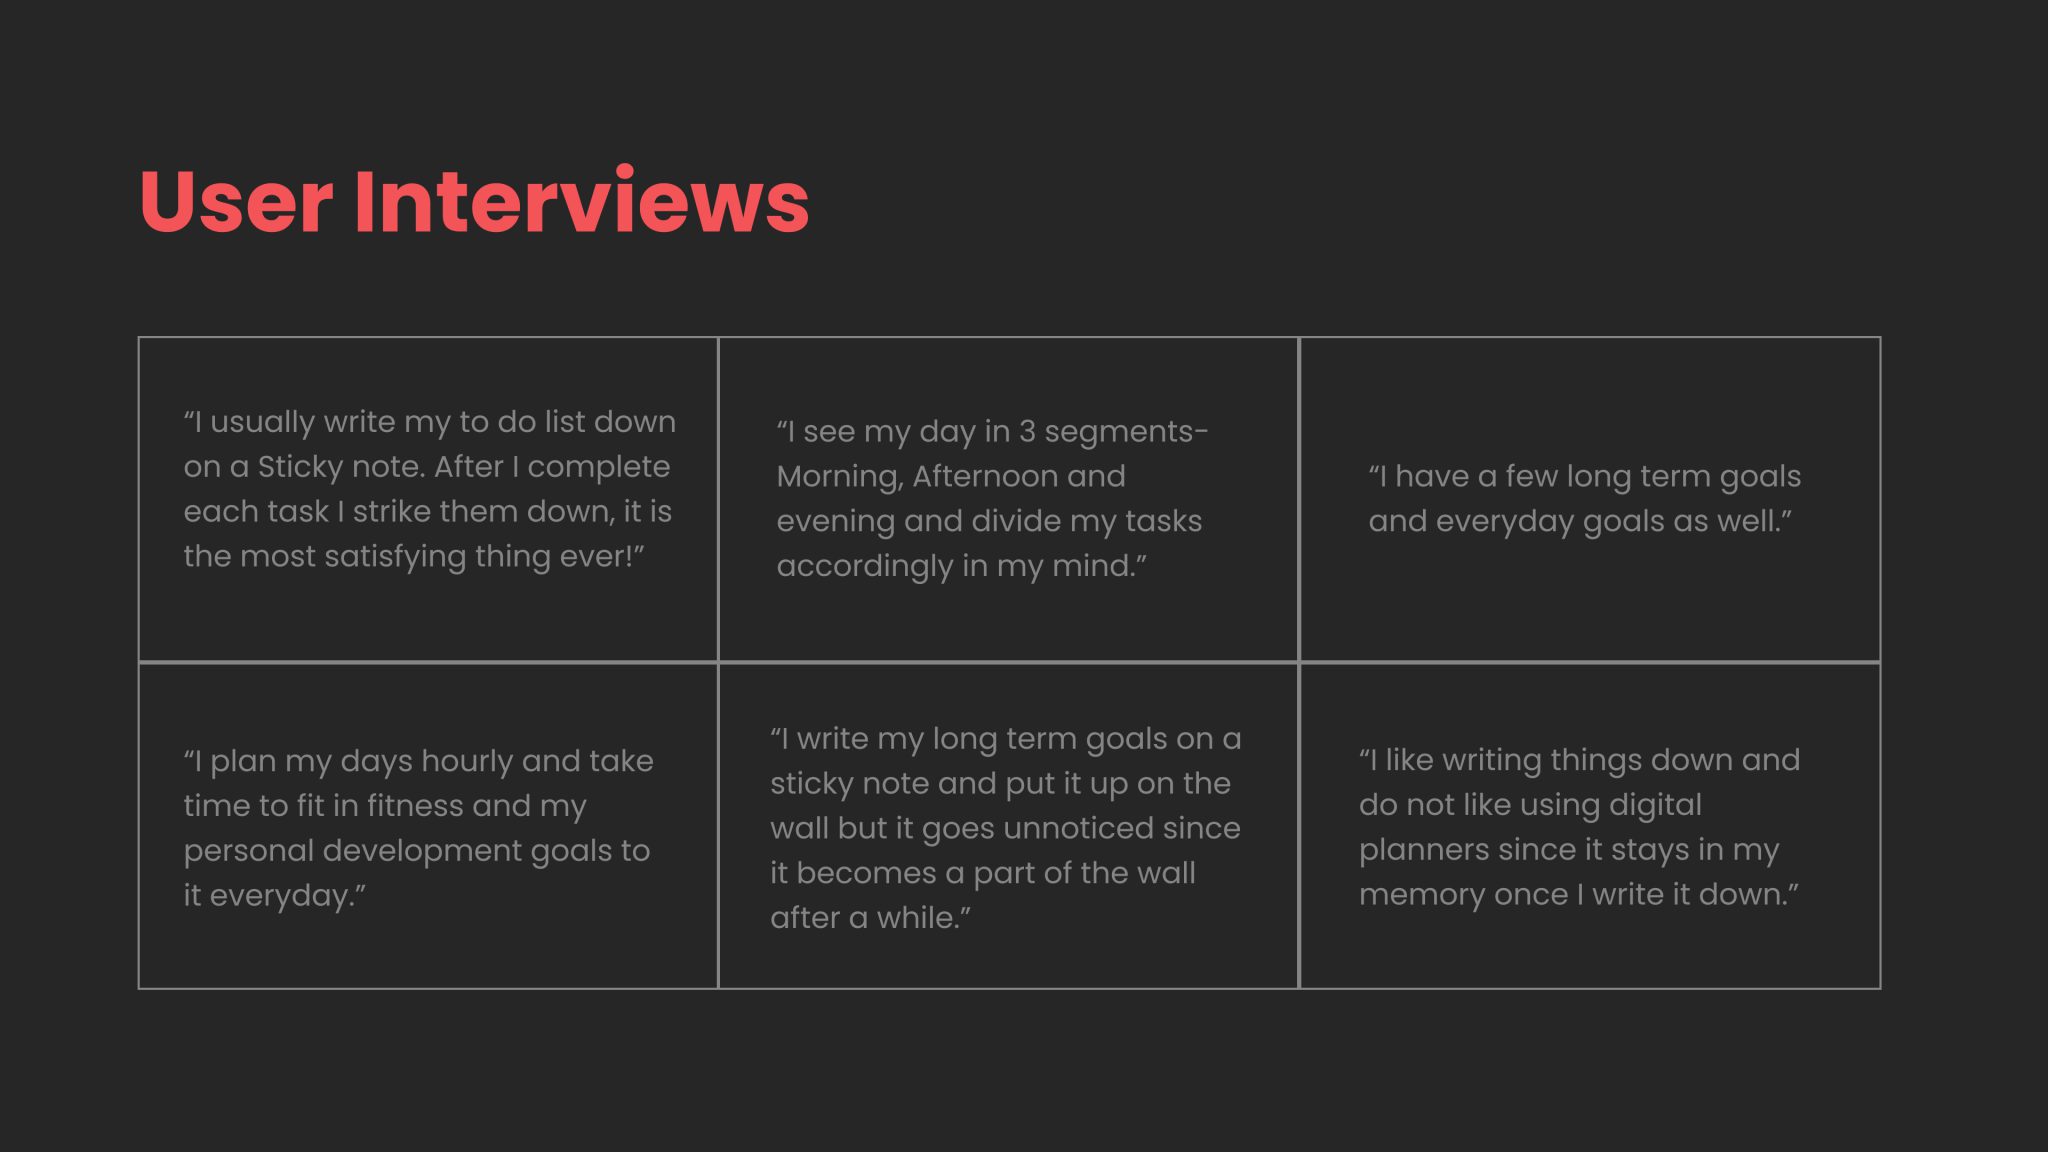 User Interviews
“I usually write my to do list down
on a Sticky note. After I complete
each task I strike them down, it is
the most satisfying thing ever!”
“I see my day in 3 segments-
Morning, Afternoon and
evening and divide my tasks
accordingly in my mind.”
“I have a few long term goals
and everyday goals as well.”
“I plan my days hourly and take
time to fit in fitness and my
personal development goals to
it everyday.”
“I write my long term goals on a
sticky note and put it up on the
wall but it goes unnoticed since
it becomes a part of the wall
after a while.”
“I like writing things down and
do not like using digital
planners since it stays in my
memory once I write it down.”